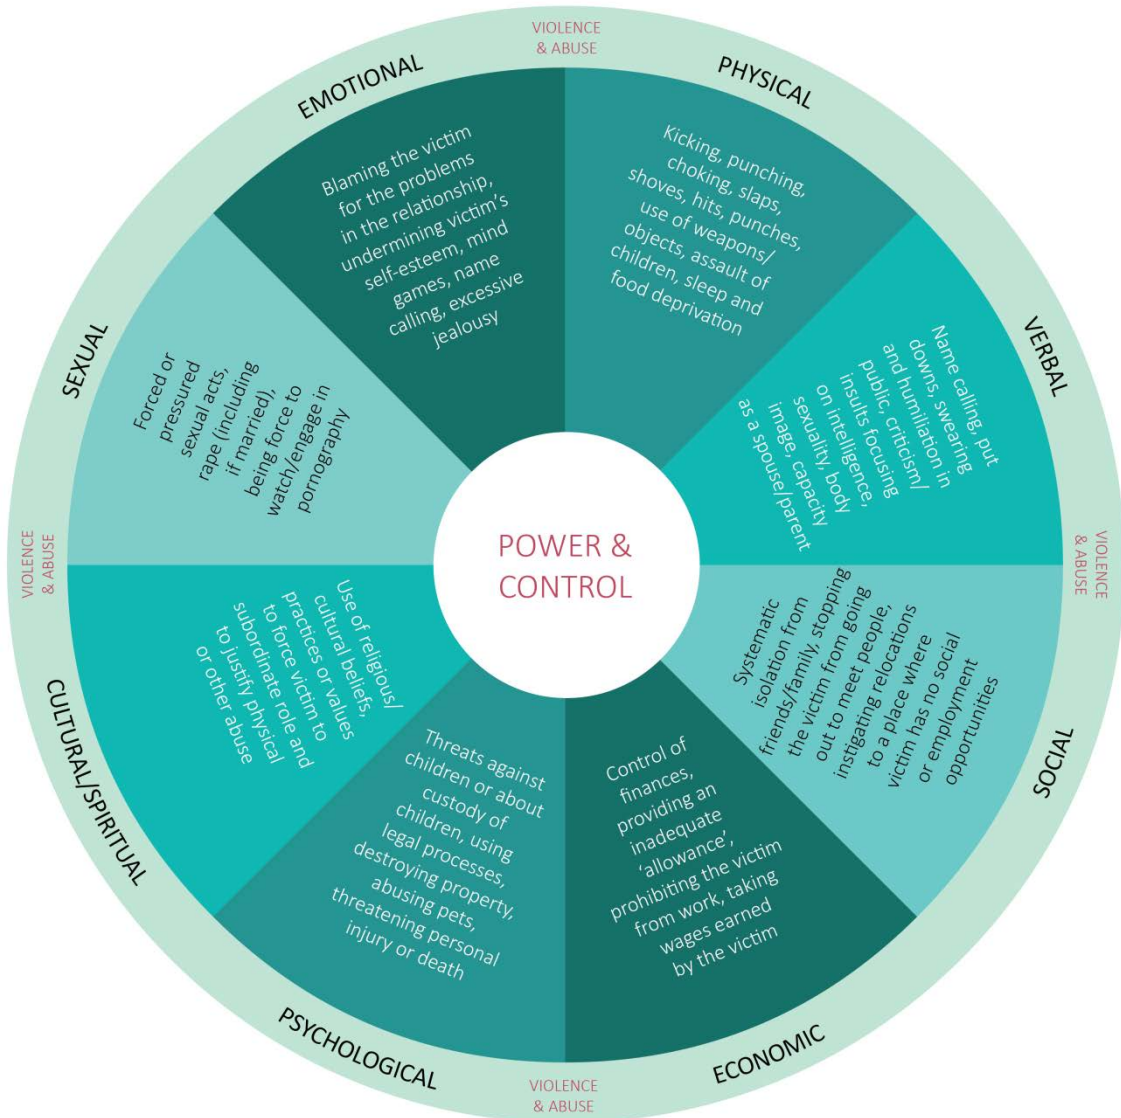 VIOLENCE
& ABUSE
PHYSICAL
Kicking, punching,
choking, slaps,
shoves, hits, punches,
use of weapons/
objects, assault of
children, sleep and
food deprivation
VERBAL
Name calling, put
downs, swearing
and humiliation in
public, criticism/
insults focusing
on intelligence,
sexuality, body
image, capacity
as a spouse/parent
VIOLENCE
& ABUSE
SOCIAL
Systematic
isolation from
friends/family, stopping
the victim from going
out to meet people,
instigating relocations
to a place where
victim has no social
or employment
opportunities
ECONOMIC
Control of
finances,
providing an
inadequate
‘allowance’,
prohibiting the victim
from work, taking
wages earned
by the victim
VIOLENCE
& ABUSE
PSYCHOLOGICAL
Threats against
children or about
custody of
children, using
legal processes,
destroying property,
abusing pets,
threatening personal
injury or death
CULTURAL/SPIRITUAL
Use of religious/
cultural beliefs,
practices or values
to force victim to
subordinate role and
to justify physical
or other abuse
VIOLENCE
& ABUSE
SEXUAL
Forced or
pressured
sexual acts,
rape (including
if married),
being force to
watch/engage in
pornography
EMOTIONAL
Blaming the victim
for the problems
in the relationship,
undermining victim’s
self-esteem, mind
games, name
calling, excessive
jealousy
POWER &
CONTROL